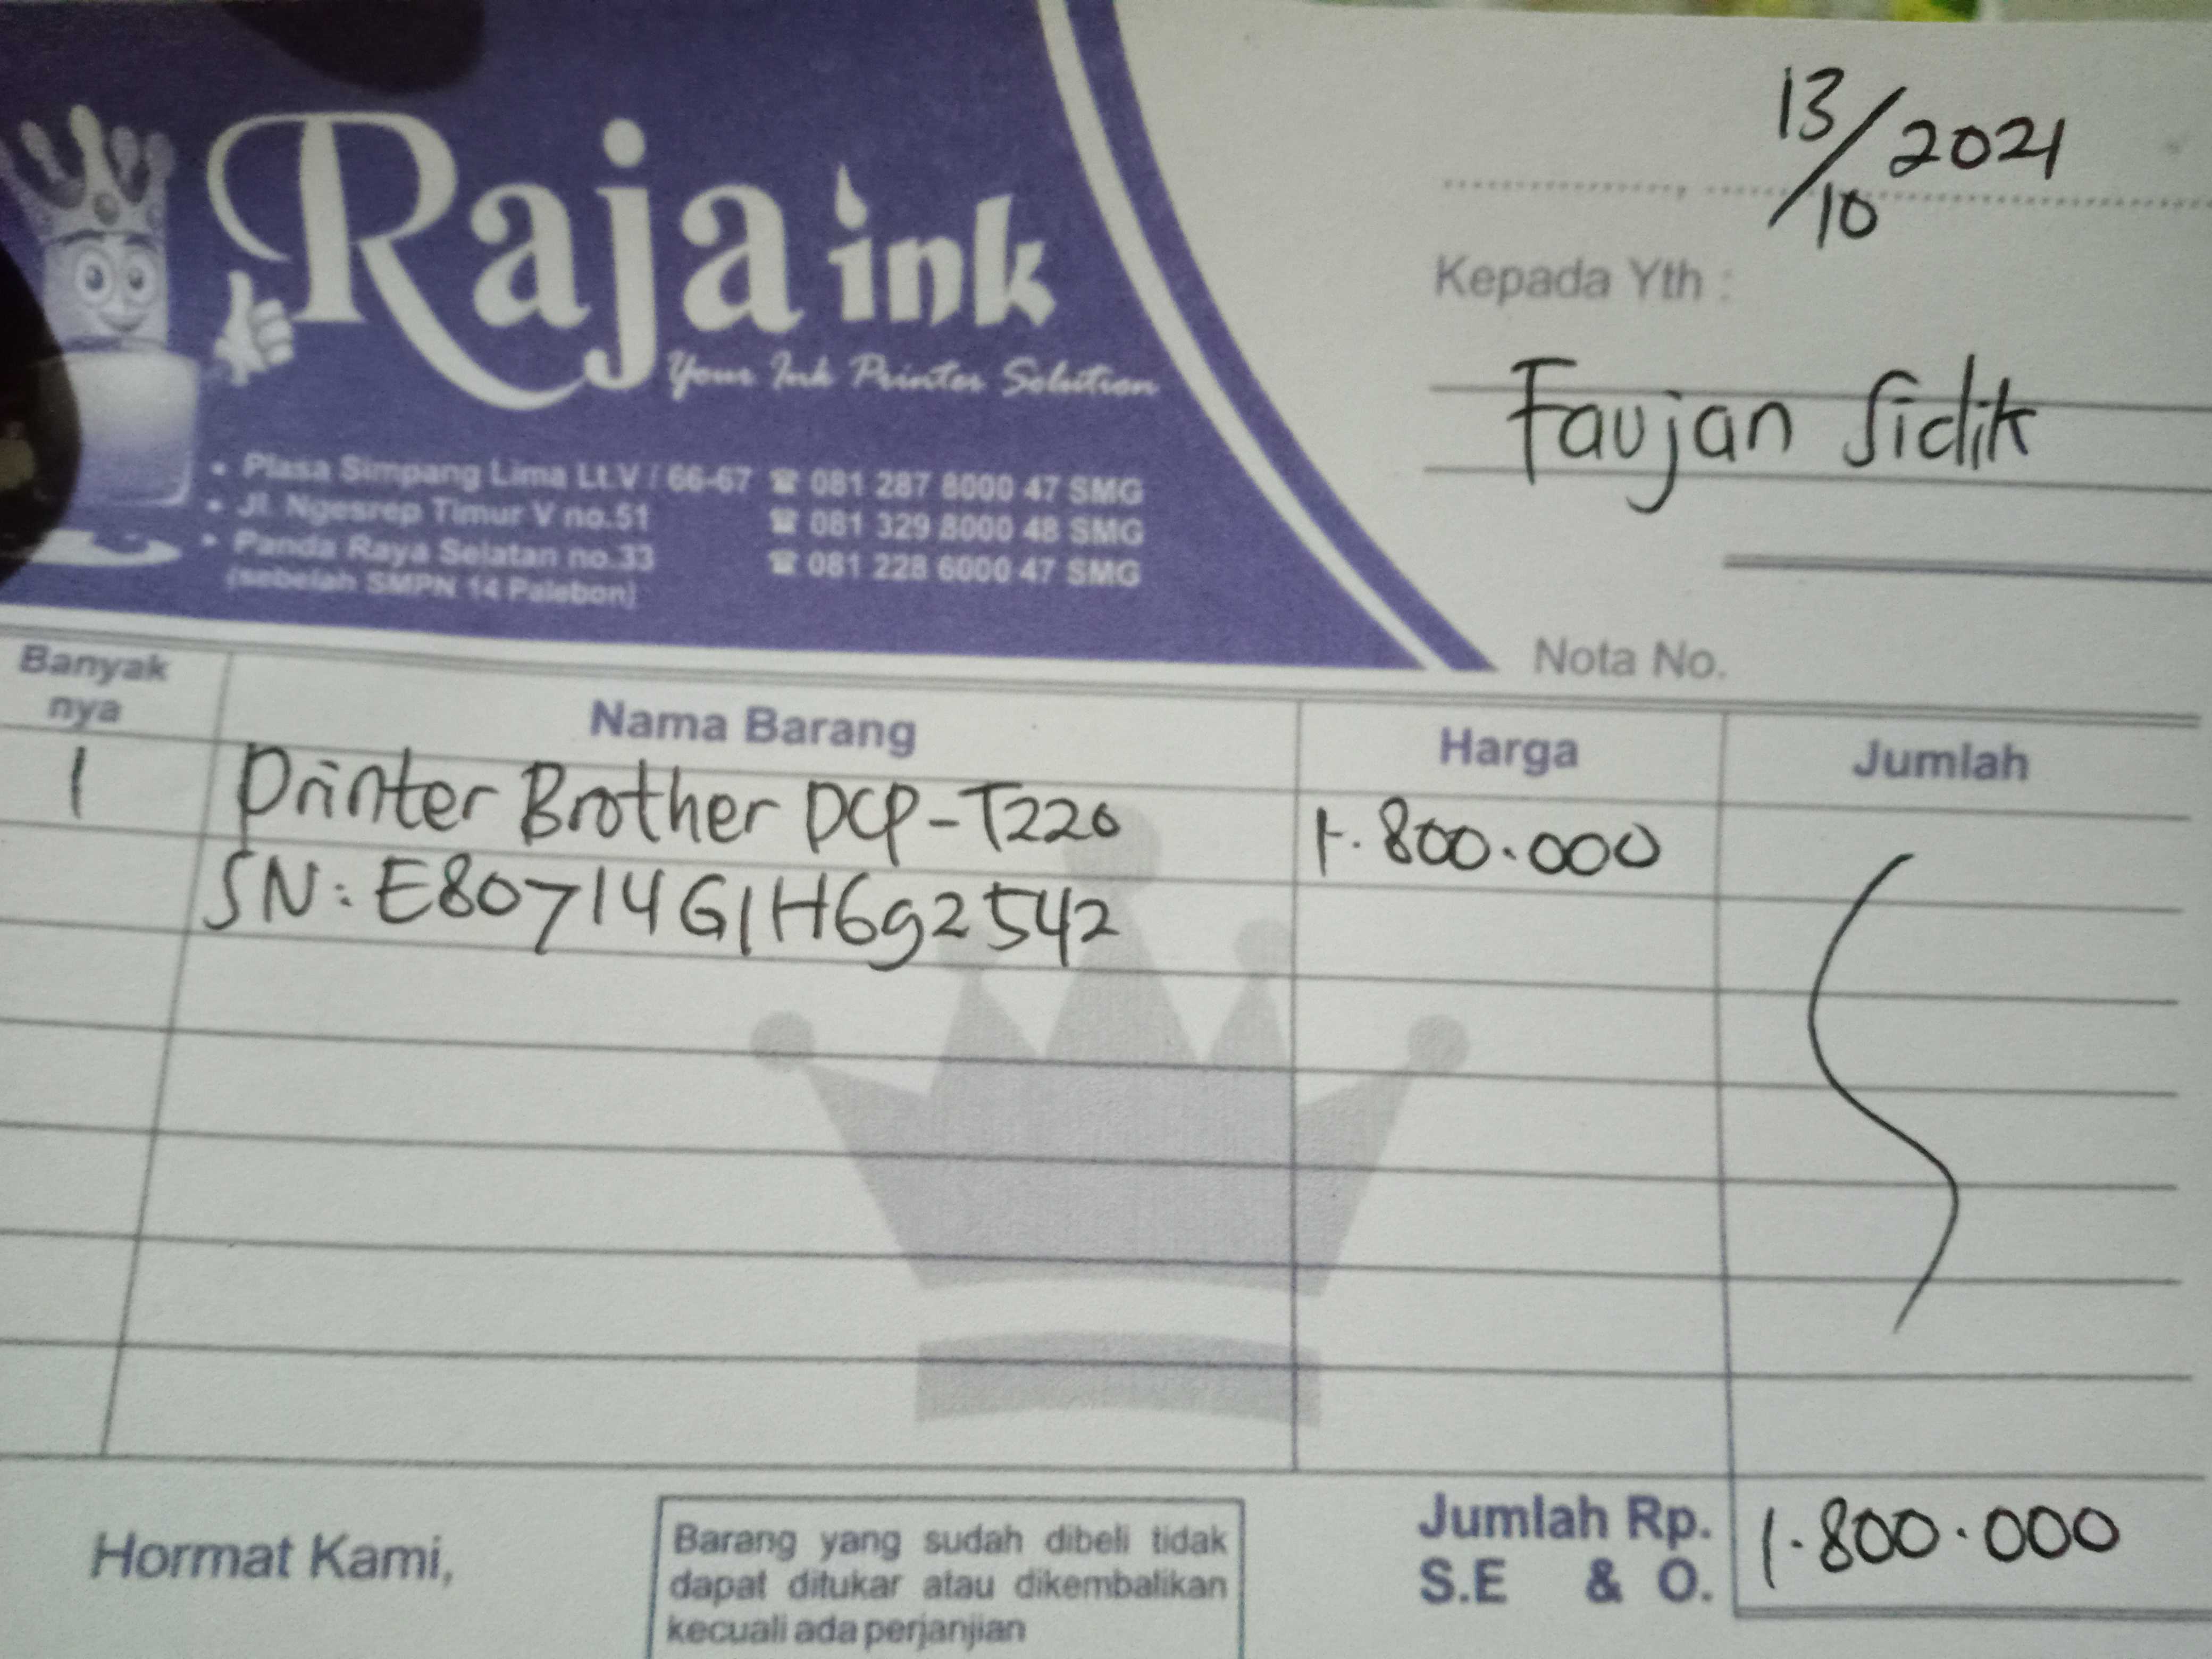 Raja ink
Your Ink Printer Solution
• Plasa Simpang Lima Lt.V / 66-67 ☎ 081 287 8000 47 SMG
• Jl. Ngesrep Timur V no.51 ☎ 081 329 8000 48 SMG
• Panda Raya Selatan no.33 ☎ 081 228 6000 47 SMG
(sebelah SMPN 14 Palebon)
13/10 2021
Kepada Yth :
Faujan Sidik
Nota No.
Banyak nya Nama Barang Harga Jumlah
1 Printer Brother DCP-T220 1.800.000
SN: E80714G1H6g2542
Hormat Kami,
Barang yang sudah dibeli tidak
dapat ditukar atau dikembalikan
kecuali ada perjanjian
Jumlah Rp. 1.800.000
S.E & O.